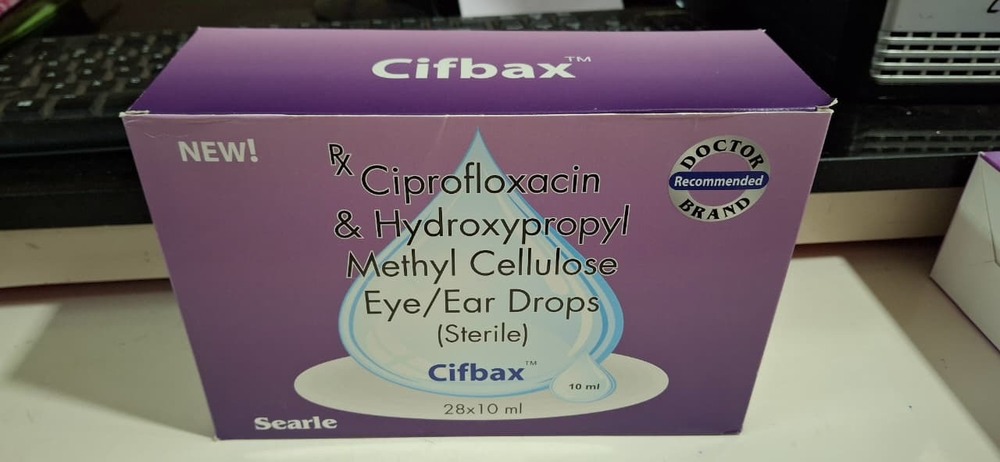 Cifbax™
NEW!
Rx
Ciprofloxacin
& Hydroxypropyl
Methyl Cellulose
Eye/Ear Drops
(Sterile)
Cifbax™
10 ml
28x10 ml
DOCTOR
Recommended
BRAND
Searle